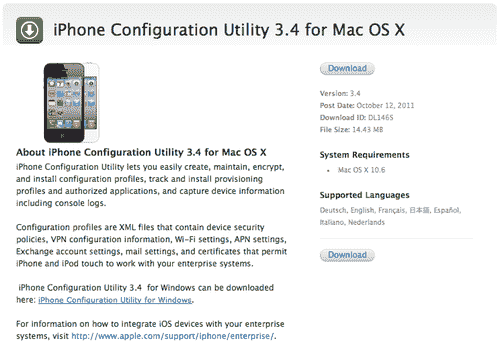 iPhone Configuration Utility 3.4 for Mac OS X
About iPhone Configuration Utility 3.4 for Mac OS X
iPhone Configuration Utility lets you easily create, maintain, encrypt,
and install configuration profiles, track and install provisioning
profiles and authorized applications, and capture device information
including console logs.
Configuration profiles are XML files that contain device security
policies, VPN configuration information, Wi-Fi settings, APN settings,
Exchange account settings, mail settings, and certificates that permit
iPhone and iPod touch to work with your enterprise systems.
iPhone Configuration Utility 3.4 for Windows can be downloaded
here: iPhone Configuration Utility for Windows.
For information on how to integrate iOS devices with your enterprise
systems, visit http://www.apple.com/support/iphone/enterprise/.
Download
Version: 3.4
Post Date: October 12, 2011
Download ID: DL1465
File Size: 14.43 MB
System Requirements
• Mac OS X 10.6
Supported Languages
Deutsch, English, Français, 日本語, Español,
Italiano, Nederlands
Download